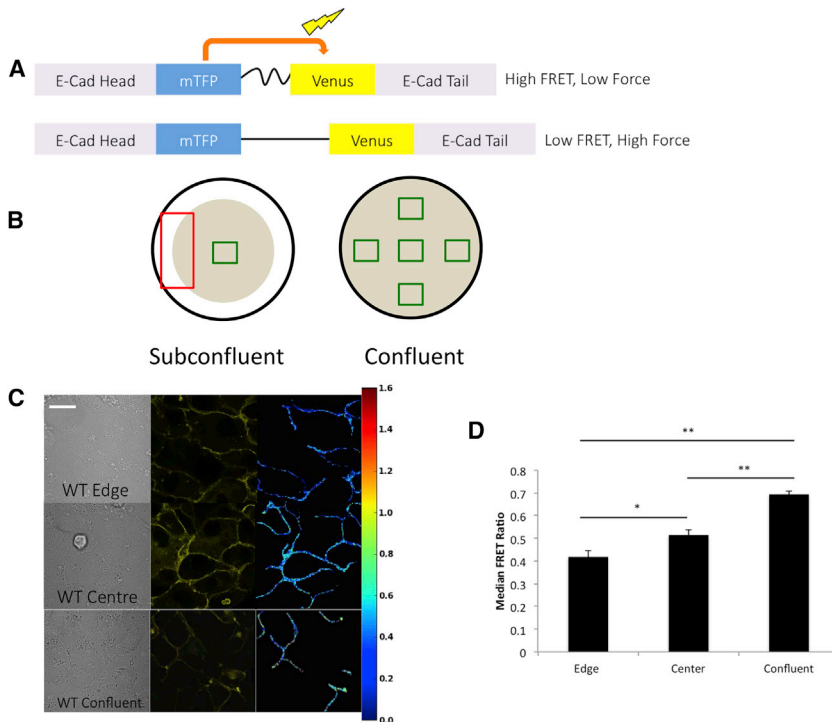 A
E-Cad Head mTFP Venus E-Cad Tail High FRET, Low Force
E-Cad Head mTFP Venus E-Cad Tail Low FRET, High Force
B
Subconfluent Confluent
C
WT Edge
WT Centre
WT Confluent
1.6
1.4
1.2
1.0
0.8
0.6
0.4
0.2
0.0
D
**
**
*
Median FRET Ratio
0.8
0.7
0.6
0.5
0.4
0.3
0.2
0.1
0
Edge Center Confluent